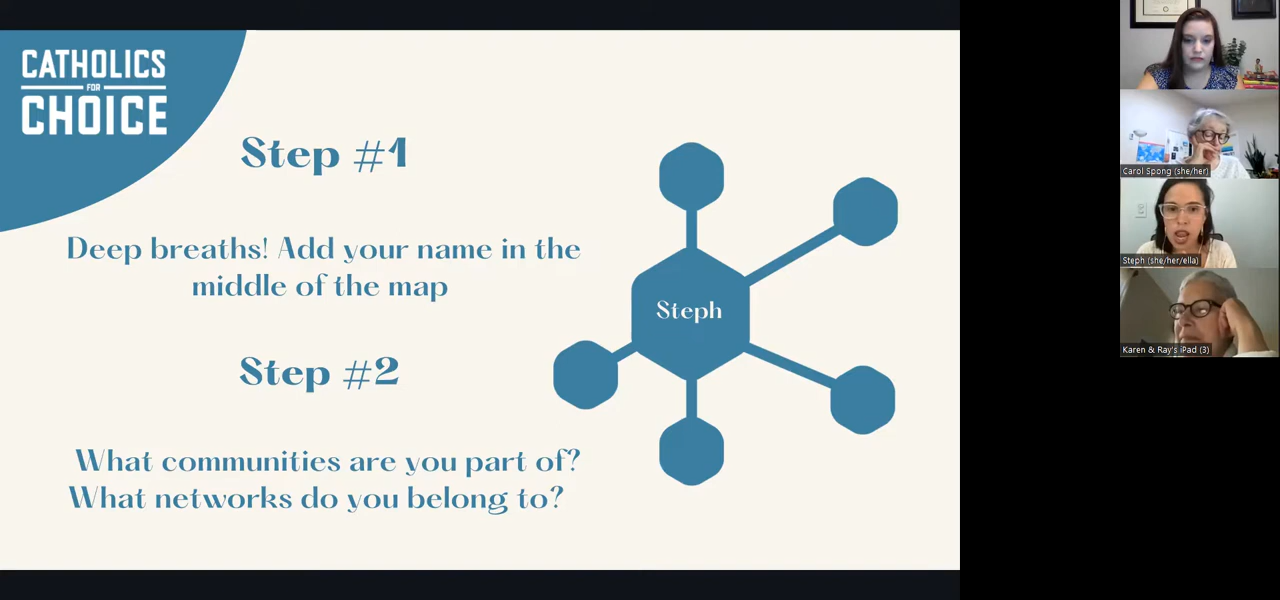 CATHOLICS
FOR
CHOICE
Step #1
Deep breaths! Add your name in the
middle of the map
Step #2
What communities are you part of?
What networks do you belong to?
Steph
Carol Spong (she/her)
Steph (she/her/ella)
Karen & Ray's iPad (3)